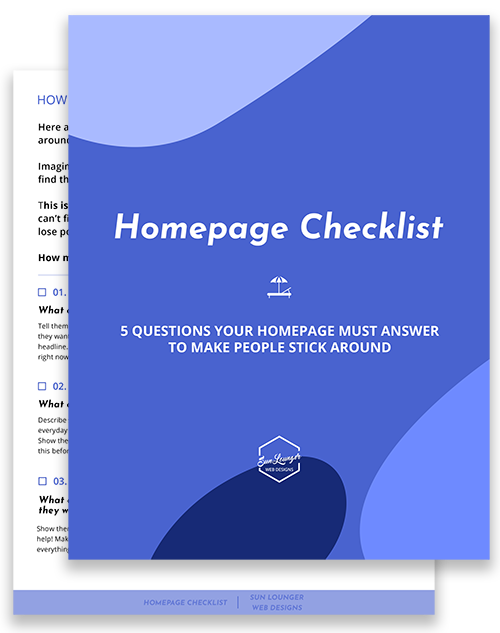 Homepage Checklist
5 QUESTIONS YOUR HOMEPAGE MUST ANSWER
TO MAKE PEOPLE STICK AROUND
Sun Lounger
WEB DESIGNS
HOW
Here a
around
Imagin
find th
This is
can't fi
lose po
How m
01.
What
Tell them
they wan
headline.
right now
02.
What
Describe
everyday
Show the
this befor
03.
What
they w
Show them
help! Mak
everything
HOMEPAGE CHECKLIST
SUN LOUNGER
WEB DESIGNS